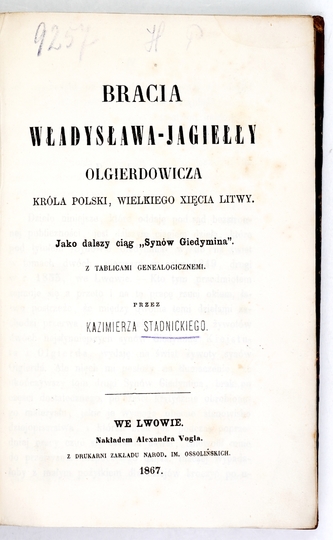 9257 H P
BRACIA
WŁADYSŁAWA-JAGIEŁŁY
OLGIERDOWICZA
KRÓLA POLSKI, WIELKIEGO XIĘCIA LITWY.
Jako dalszy ciąg „Synów Giedymina”.
Z TABLICAMI GENEALOGICZNEMI.
PRZEZ
KAZIMIERZA STADNICKIEGO.
WE LWOWIE.
Nakładem Alexandra Vogla.
Z DRUKARNI ZAKŁADU NAROD. IM. OSSOLIŃSKICH.
1867.